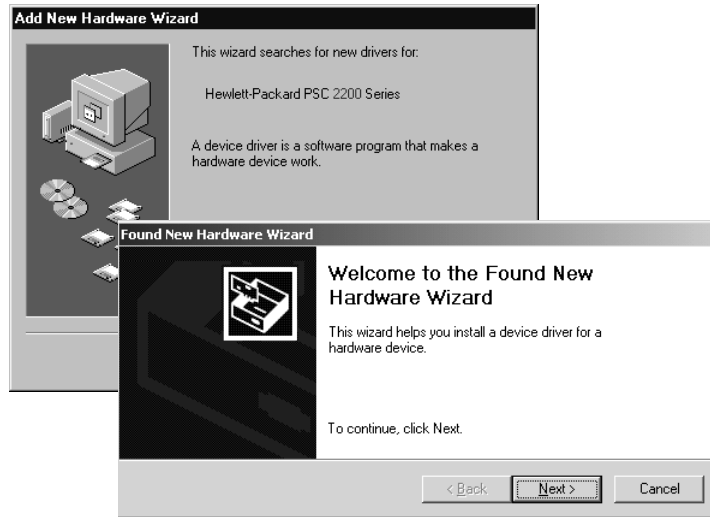 Add New Hardware Wizard
This wizard searches for new drivers for:
Hewlett-Packard PSC 2200 Series
A device driver is a software program that makes a
hardware device work.
Found New Hardware Wizard
Welcome to the Found New
Hardware Wizard
This wizard helps you install a device driver for a
hardware device.
To continue, click Next.
< Back
Next >
Cancel